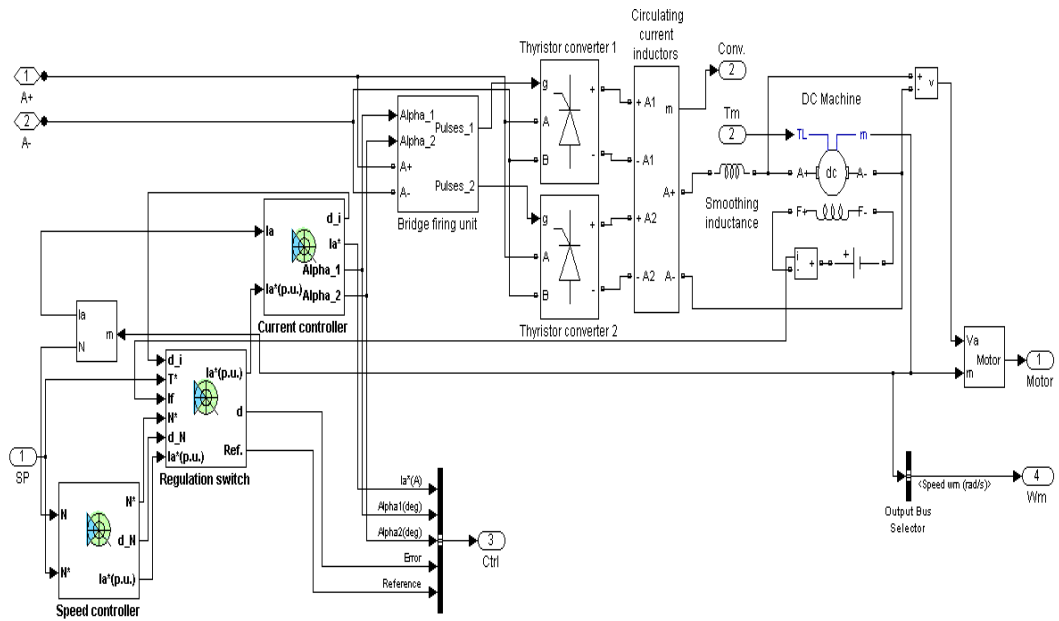 Circulating
current
inductors
Thyristor converter 1
Conv.
2
1
A+
2
A-
g
A
B
+
-
+ A1
- A1
+ A2
- A2
m
A+
A-
Tm
2
DC Machine
TL
m
A+
dc
A-
F+
F-
+
-
v
Smoothing
inductance
i
+
-
+
Alpha_1
Alpha_2
A+
A-
Pulses_1
Pulses_2
Bridge firing unit
g
A
B
+
-
Thyristor converter 2
Ia
Ia*(p.u.)
d_i
Ia*
Alpha_1
Alpha_2
Current controller
Ia
N
m
d_i
T*
If
N*
d_N
Ia*(p.u.)
Ia*(p.u.)
d
Ref.
Regulation switch
1
SP
N
N*
N*
d_N
Ia*(p.u.)
Speed controller
Ia*(A)
Alpha1(deg)
Alpha2(deg)
Error
Reference
3
Ctrl
Va
m
Motor
1
Motor
<Speed wm (rad/s)>
Output Bus
Selector
4
Wm